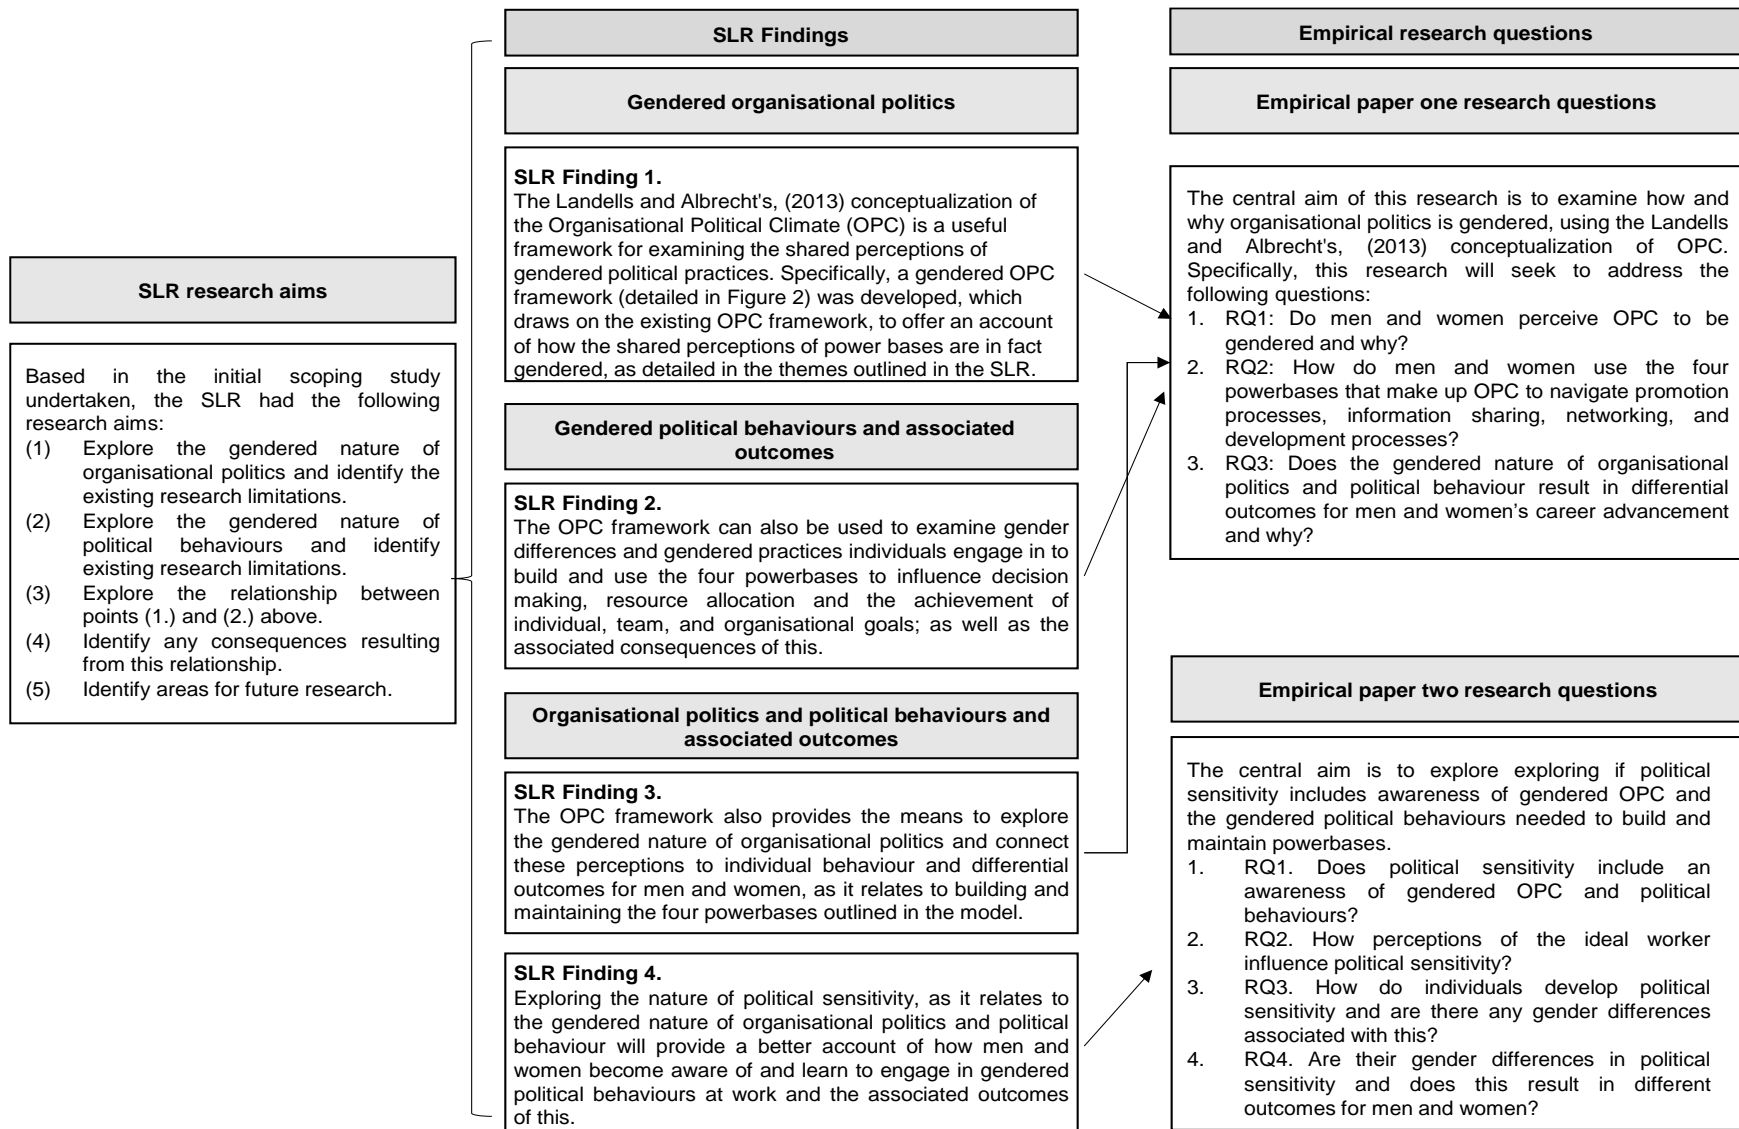 SLR research aims
Based in the initial scoping study
undertaken, the SLR had the following
research aims:
(1) Explore the gendered nature of
organisational politics and identify the
existing research limitations.
(2) Explore the gendered nature of
political behaviours and identify
existing research limitations.
(3) Explore the relationship between
points (1.) and (2.) above.
(4) Identify any consequences resulting
from this relationship.
(5) Identify areas for future research.
SLR Findings
Gendered organisational politics
SLR Finding 1.
The Landells and Albrecht's, (2013) conceptualization of
the Organisational Political Climate (OPC) is a useful
framework for examining the shared perceptions of
gendered political practices. Specifically, a gendered OPC
framework (detailed in Figure 2) was developed, which
draws on the existing OPC framework, to offer an account
of how the shared perceptions of power bases are in fact
gendered, as detailed in the themes outlined in the SLR.
Gendered political behaviours and associated
outcomes
SLR Finding 2.
The OPC framework can also be used to examine gender
differences and gendered practices individuals engage in to
build and use the four powerbases to influence decision
making, resource allocation and the achievement of
individual, team, and organisational goals; as well as the
associated consequences of this.
Organisational politics and political behaviours and
associated outcomes
SLR Finding 3.
The OPC framework also provides the means to explore
the gendered nature of organisational politics and connect
these perceptions to individual behaviour and differential
outcomes for men and women, as it relates to building and
maintaining the four powerbases outlined in the model.
SLR Finding 4.
Exploring the nature of political sensitivity, as it relates to
the gendered nature of organisational politics and political
behaviour will provide a better account of how men and
women become aware of and learn to engage in gendered
political behaviours at work and the associated outcomes
of this.
Empirical research questions
Empirical paper one research questions
The central aim of this research is to examine how and
why organisational politics is gendered, using the Landells
and Albrecht's, (2013) conceptualization of OPC.
Specifically, this research will seek to address the
following questions:
1. RQ1: Do men and women perceive OPC to be
gendered and why?
2. RQ2: How do men and women use the four
powerbases that make up OPC to navigate promotion
processes, information sharing, networking, and
development processes?
3. RQ3: Does the gendered nature of organisational
politics and political behaviour result in differential
outcomes for men and women’s career advancement
and why?
Empirical paper two research questions
The central aim is to explore exploring if political
sensitivity includes awareness of gendered OPC and
the gendered political behaviours needed to build and
maintain powerbases.
1. RQ1. Does political sensitivity include an
awareness of gendered OPC and political
behaviours?
2. RQ2. How perceptions of the ideal worker
influence political sensitivity?
3. RQ3. How do individuals develop political
sensitivity and are there any gender differences
associated with this?
4. RQ4. Are their gender differences in political
sensitivity and does this result in different
outcomes for men and women?